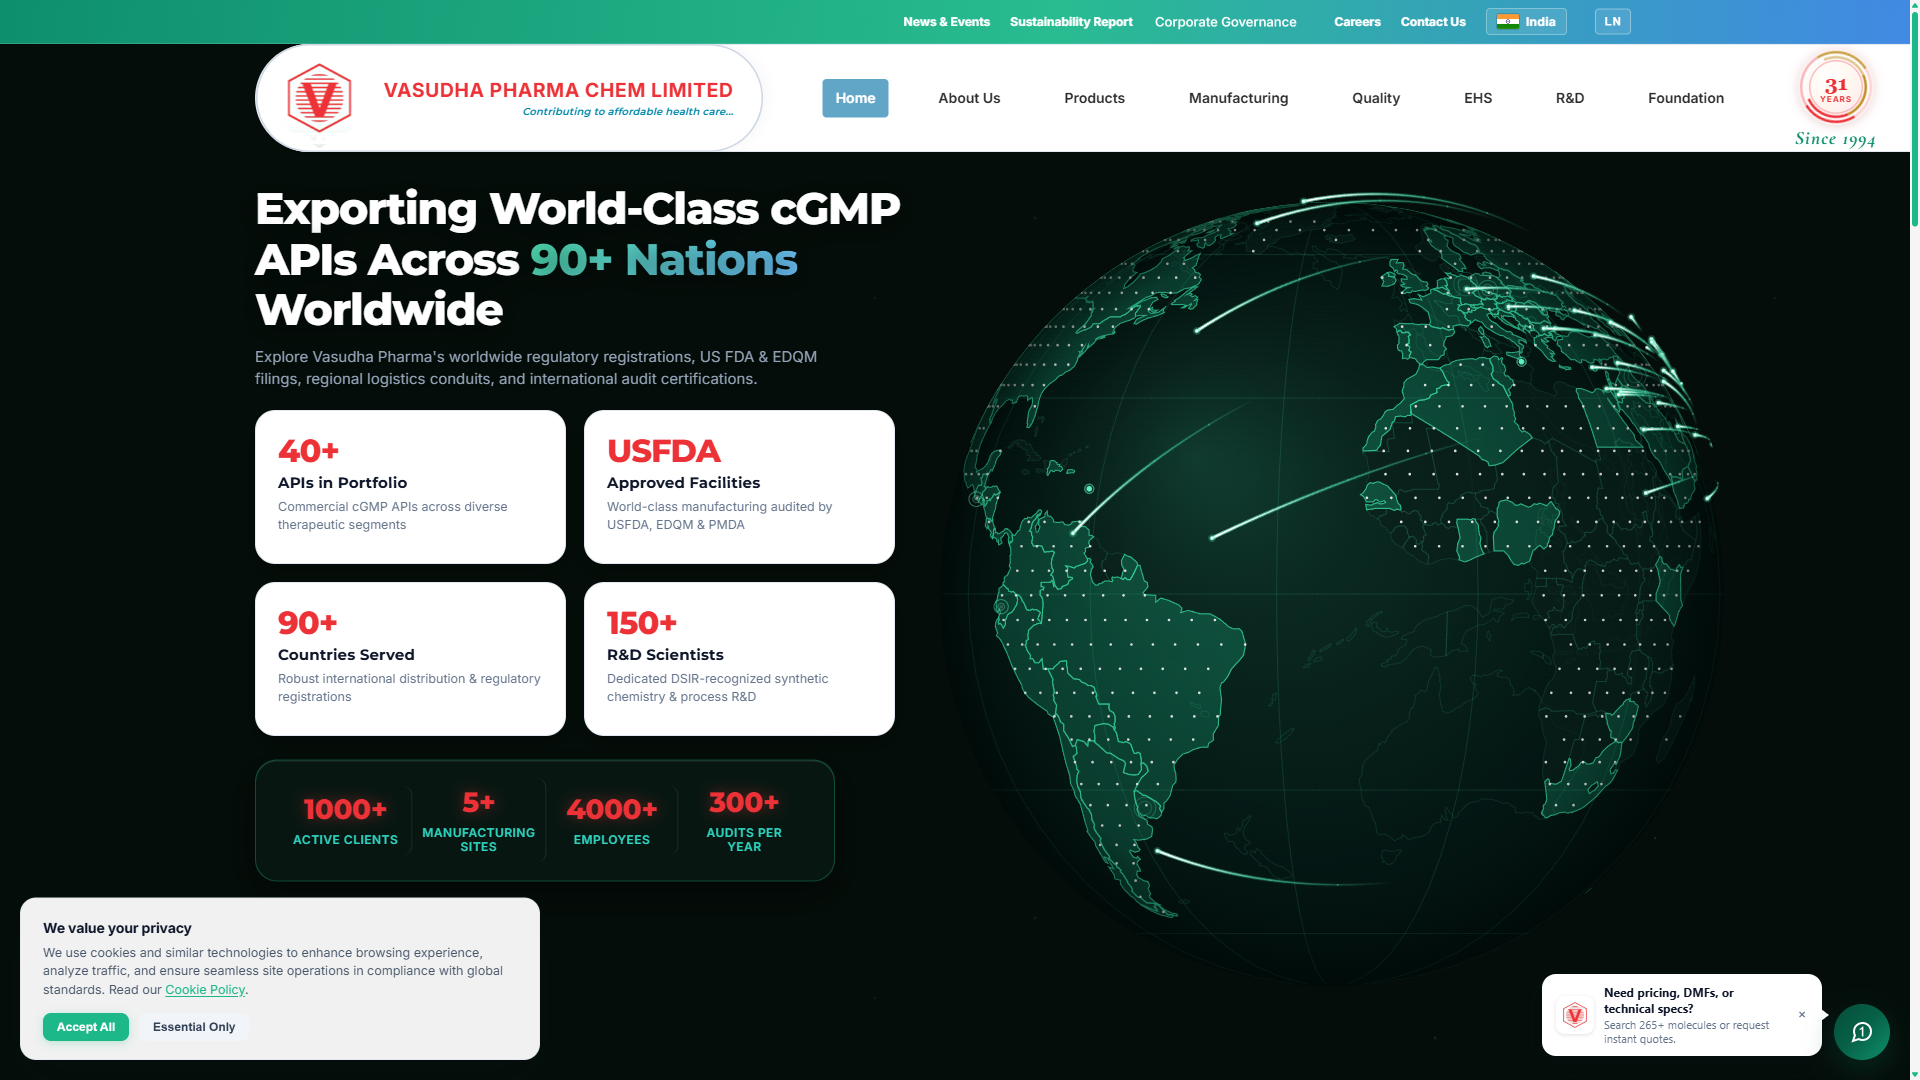 News & Events
Sustainability Report
Corporate Governance
Careers
Contact Us
India
LN
V
VASUDHA PHARMA CHEM LIMITED
Contributing to affordable health care...
Home
About Us
Products
Manufacturing
Quality
EHS
R&D
Foundation
31
YEARS
Since 1994
Exporting World-Class cGMP
APIs Across 90+ Nations
Worldwide
Explore Vasudha Pharma's worldwide regulatory registrations, US FDA & EDQM
filings, regional logistics conduits, and international audit certifications.
40+
APIs in Portfolio
Commercial cGMP APIs across diverse
therapeutic segments
USFDA
Approved Facilities
World-class manufacturing audited by
USFDA, EDQM & PMDA
90+
Countries Served
Robust international distribution & regulatory
registrations
150+
R&D Scientists
Dedicated DSIR-recognized synthetic
chemistry & process R&D
1000+
ACTIVE CLIENTS
5+
MANUFACTURING
SITES
4000+
EMPLOYEES
300+
AUDITS PER
YEAR
We value your privacy
We use cookies and similar technologies to enhance browsing experience,
analyze traffic, and ensure seamless site operations in compliance with global
standards. Read our Cookie Policy.
Accept All
Essential Only
V
Need pricing, DMFs, or
technical specs?
Search 265+ molecules or request
instant quotes.
×
1